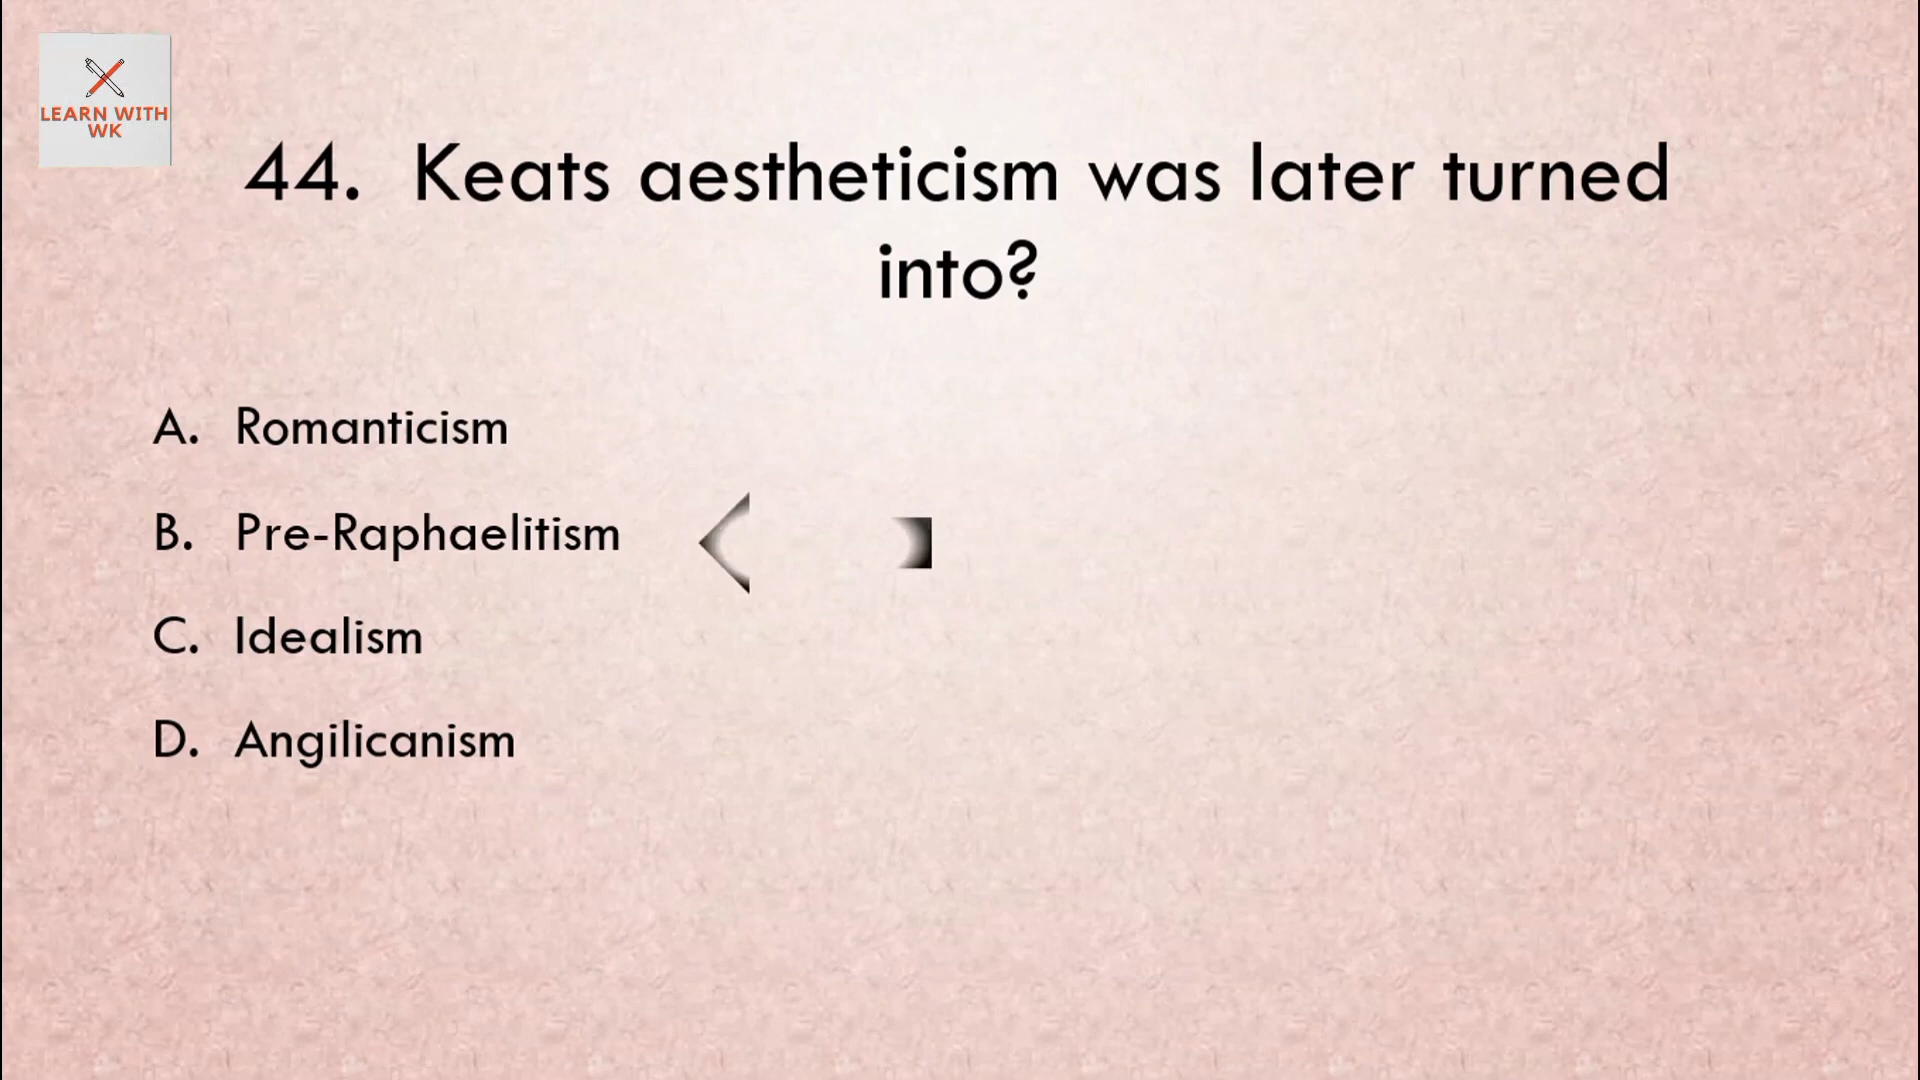 LEARN WITH
WK
44. Keats aestheticism was later turned
into?
A. Romanticism
B. Pre-Raphaelitism
C. Idealism
D. Angilicanism